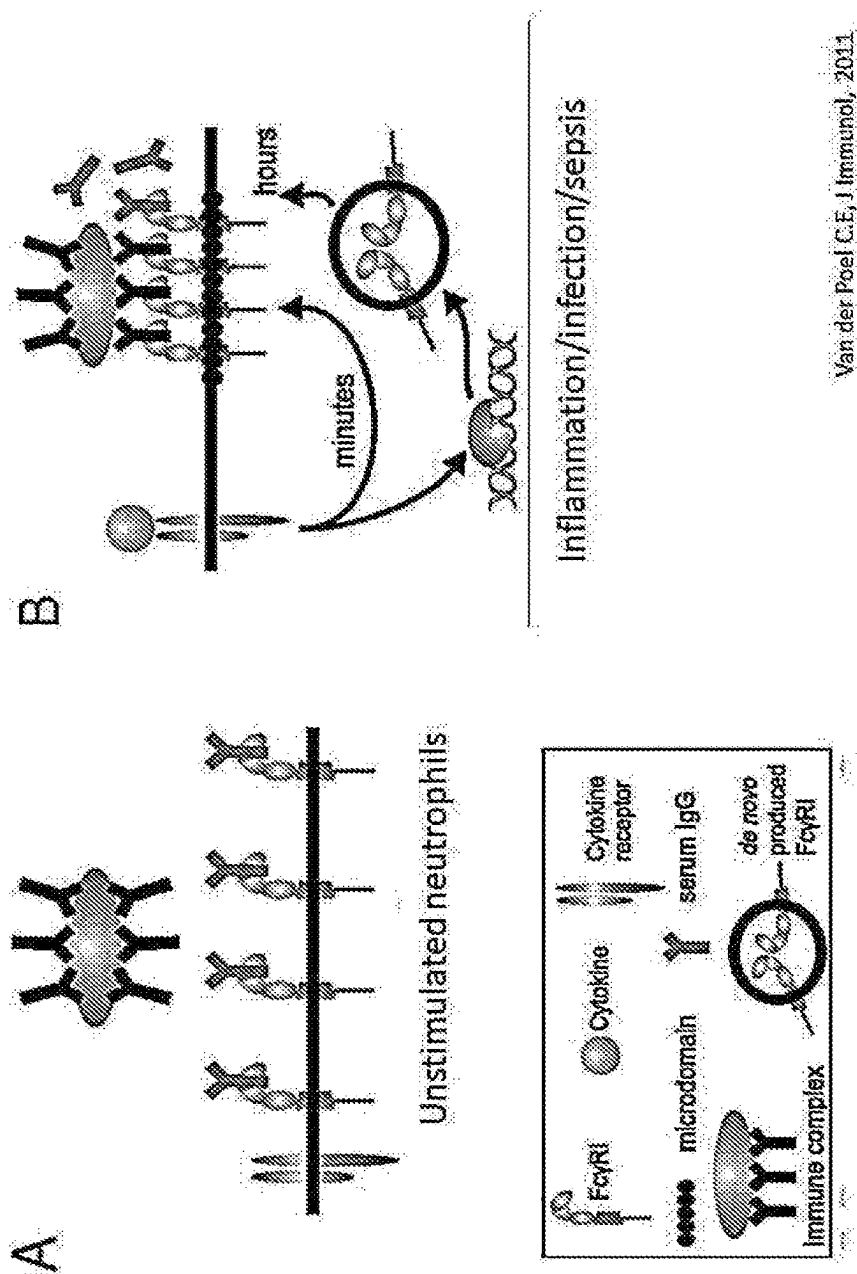 A
Unstimulated neutrophils
B
minutes
hours
Inflammation/infection/sepsis
FcγRI
Cytokine
Cytokine
receptor
microdomain
serum IgG
Immune complex
de novo
produced
FcγRI
Van der Poel C.E, J Immunol, 2011